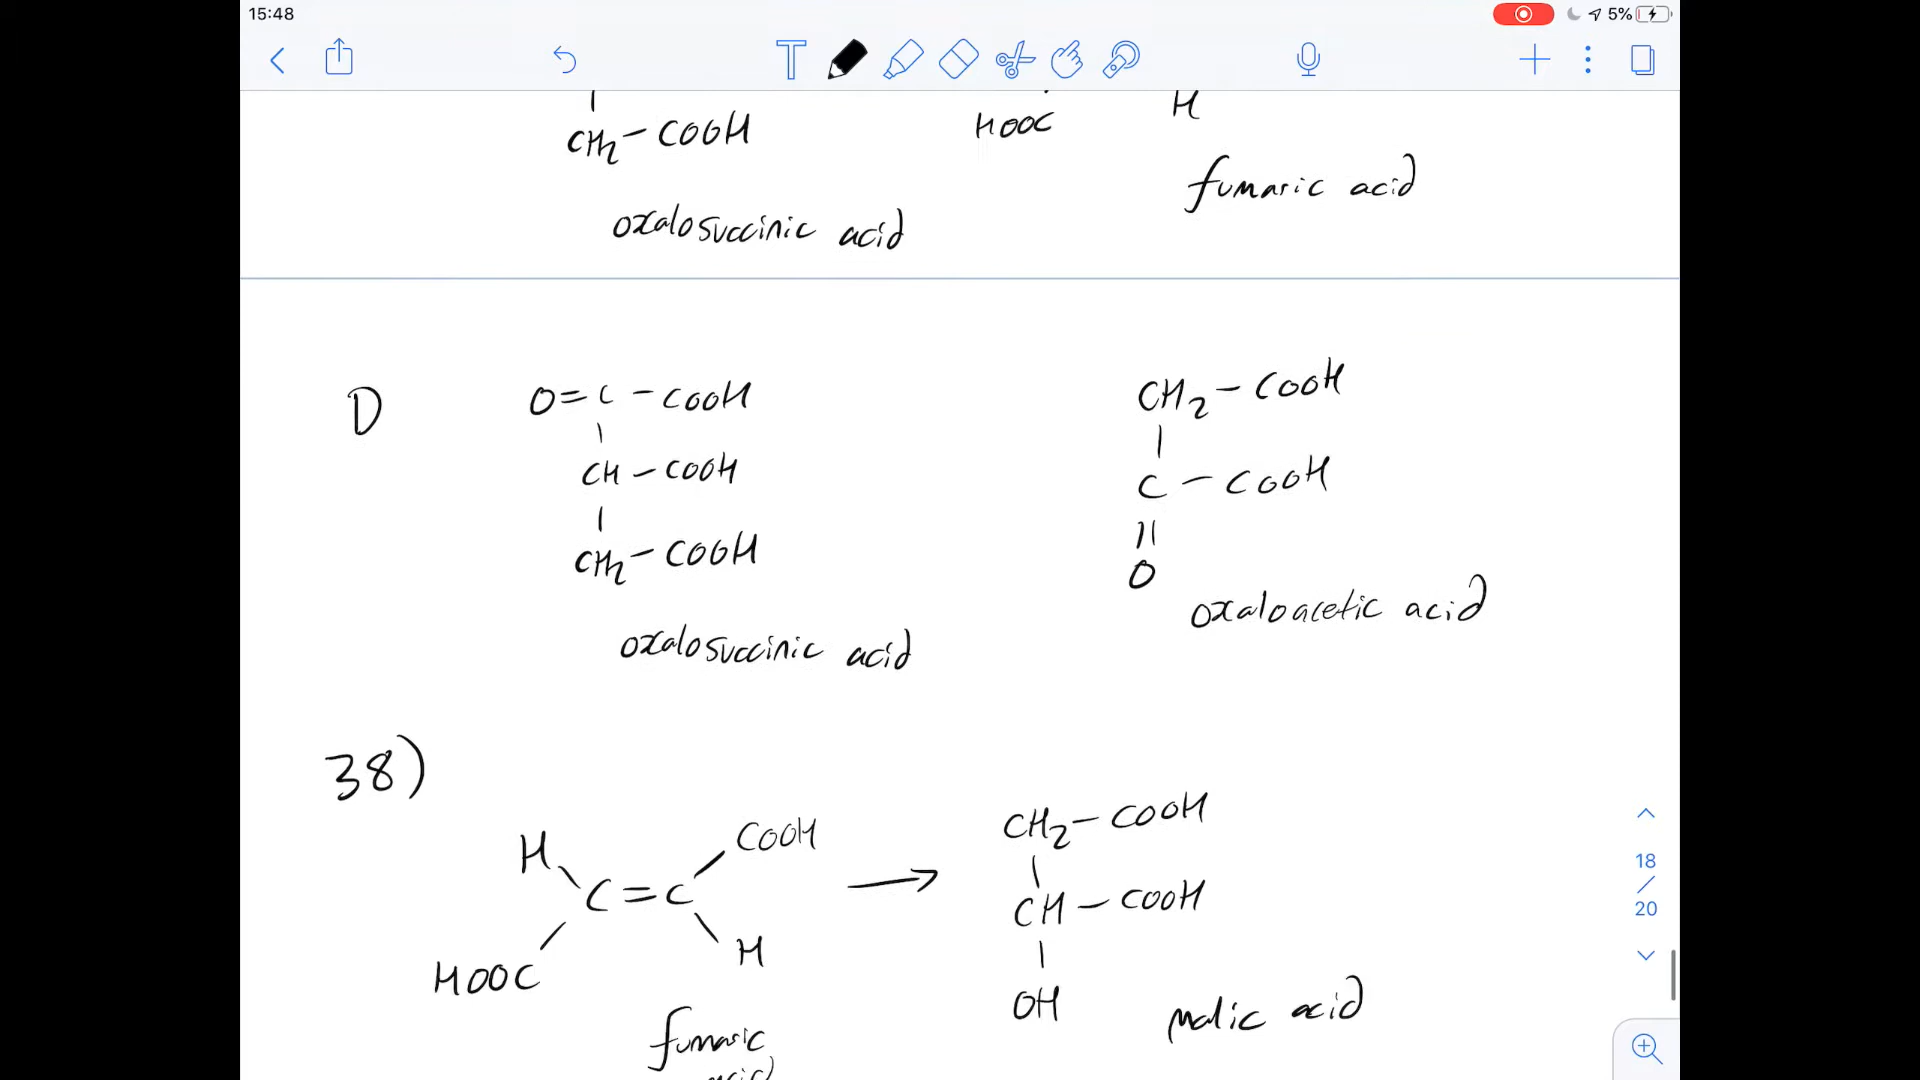 15:48
5%
T
CH2 - COOH
HOOC
H
fumaric acid
oxalosuccinic acid
D
O=C - COOH
CH - COOH
CH2 - COOH
oxalosuccinic acid
CH2 - COOH
C - COOH
O
oxaloacetic acid
38)
H
COOH
C=C
HOOC
H
fumaric
→
CH2 - COOH
CH - COOH
OH
malic acid
18
/
20